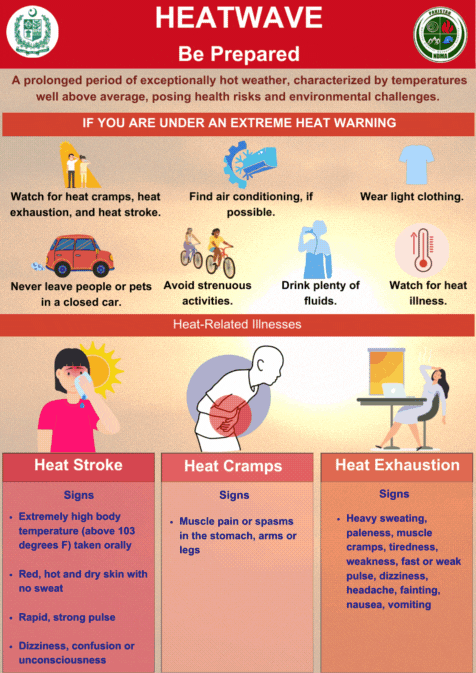 HEATWAVE
Be Prepared
PAKISTAN
NDMA
A prolonged period of exceptionally hot weather, characterized by temperatures
well above average, posing health risks and environmental challenges.
IF YOU ARE UNDER AN EXTREME HEAT WARNING
Watch for heat cramps, heat
exhaustion, and heat stroke.
Find air conditioning, if
possible.
Wear light clothing.
Never leave people or pets
in a closed car.
Avoid strenuous
activities.
Drink plenty of
fluids.
Watch for heat
illness.
Heat-Related Illnesses
Heat Stroke
Signs
• Extremely high body
temperature (above 103
degrees F) taken orally
• Red, hot and dry skin with
no sweat
• Rapid, strong pulse
• Dizziness, confusion or
unconsciousness
Heat Cramps
Signs
• Muscle pain or spasms
in the stomach, arms or
legs
Heat Exhaustion
Signs
• Heavy sweating,
paleness, muscle
cramps, tiredness,
weakness, fast or weak
pulse, dizziness,
headache, fainting,
nausea, vomiting